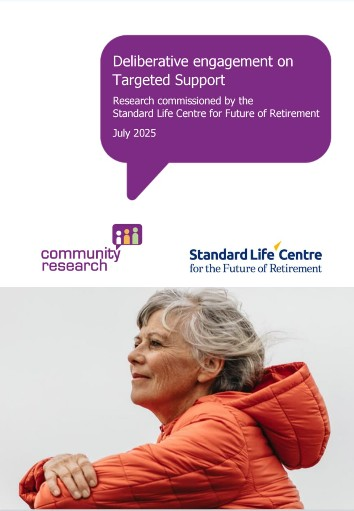 Deliberative engagement on
Targeted Support
Research commissioned by the
Standard Life Centre for Future of Retirement
July 2025
community
research
Standard Life Centre
for the Future of Retirement